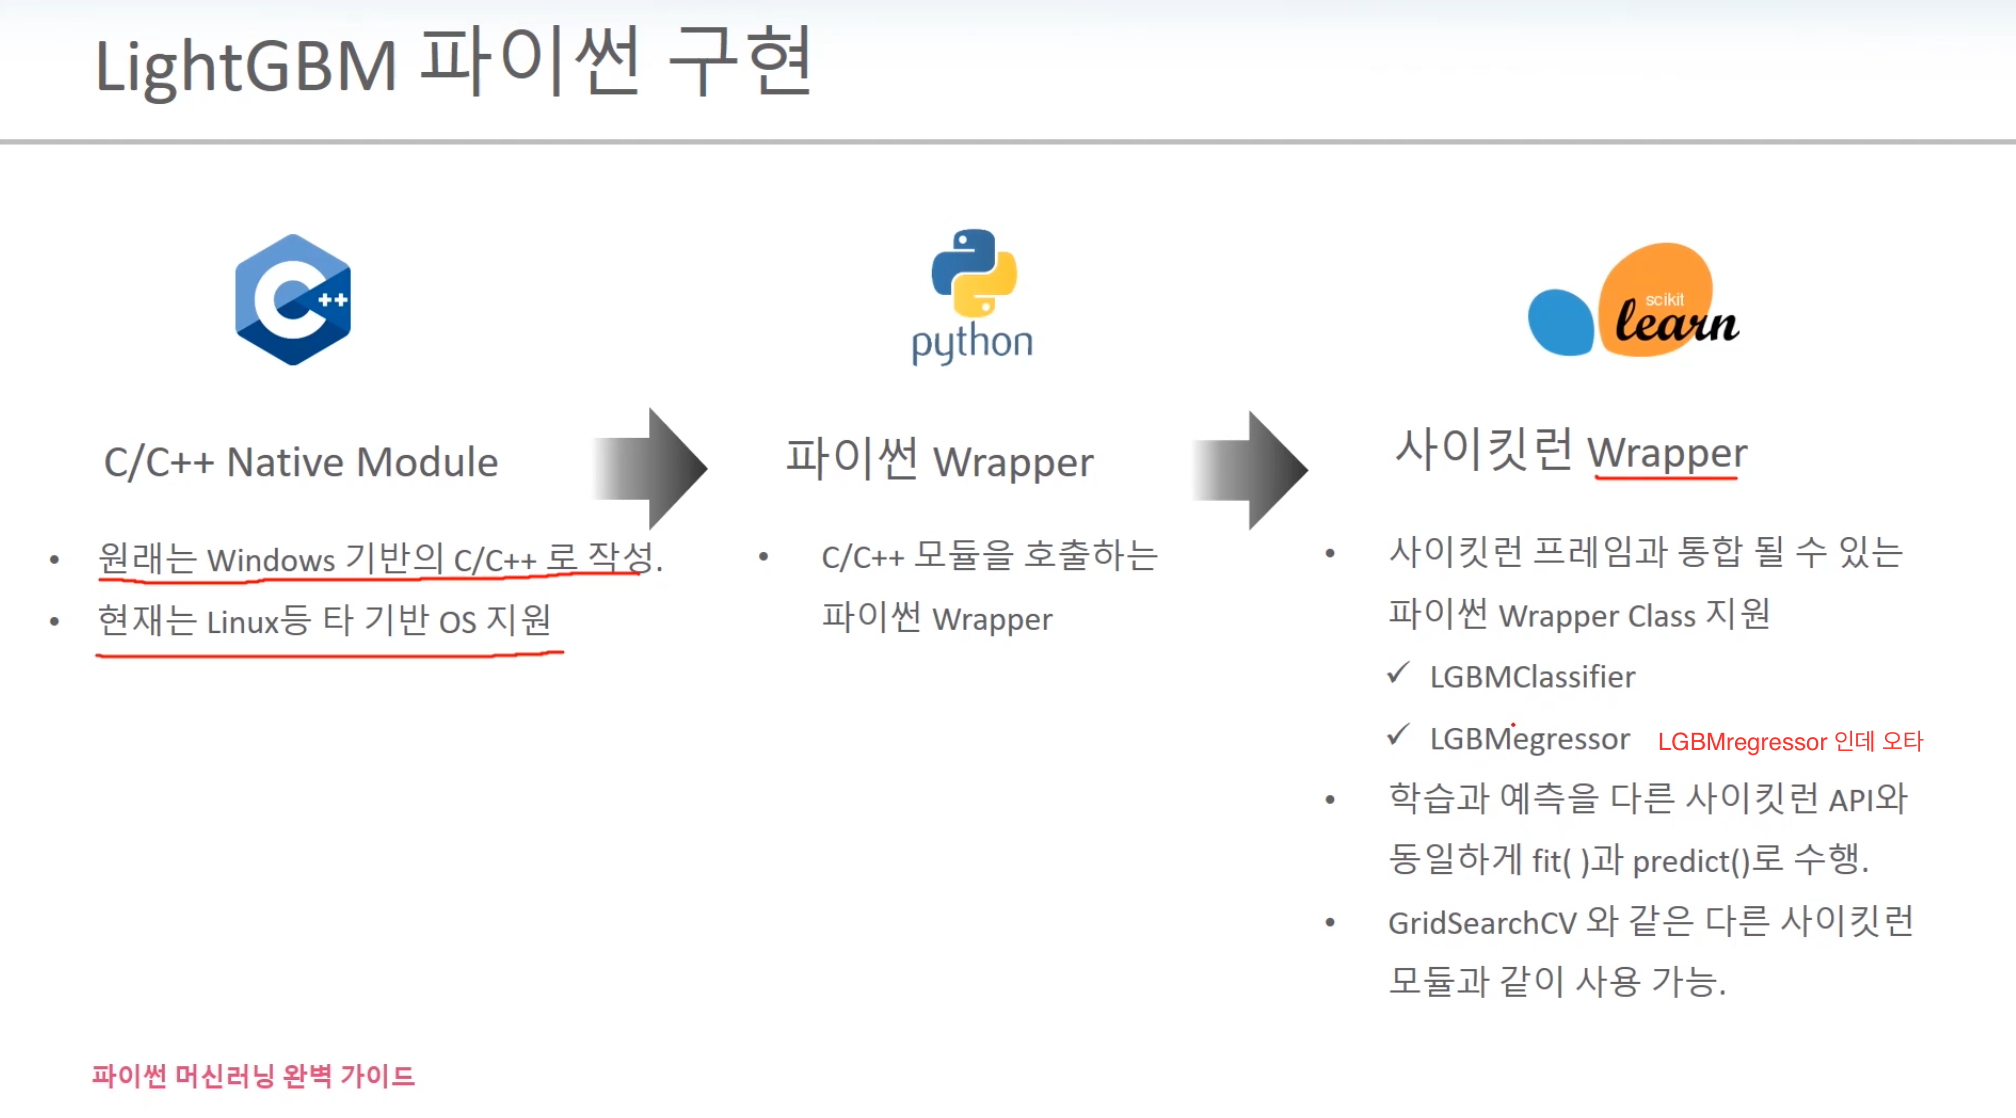 LightGBM 파이썬 구현
C++
python
scikit
learn
C/C++ Native Module
파이썬 Wrapper
사이킷런 Wrapper
• 원래는 Windows 기반의 C/C++ 로 작성.
• 현재는 Linux등 타 기반 OS 지원
• C/C++ 모듈을 호출하는
파이썬 Wrapper
• 사이킷런 프레임과 통합 될 수 있는
파이썬 Wrapper Class 지원
✓ LGBMClassifier
✓ LGBMegressor LGBMregressor 인데 오타
• 학습과 예측을 다른 사이킷런 API와
동일하게 fit( )과 predict()로 수행.
• GridSearchCV 와 같은 다른 사이킷런
모듈과 같이 사용 가능.
파이썬 머신러닝 완벽 가이드